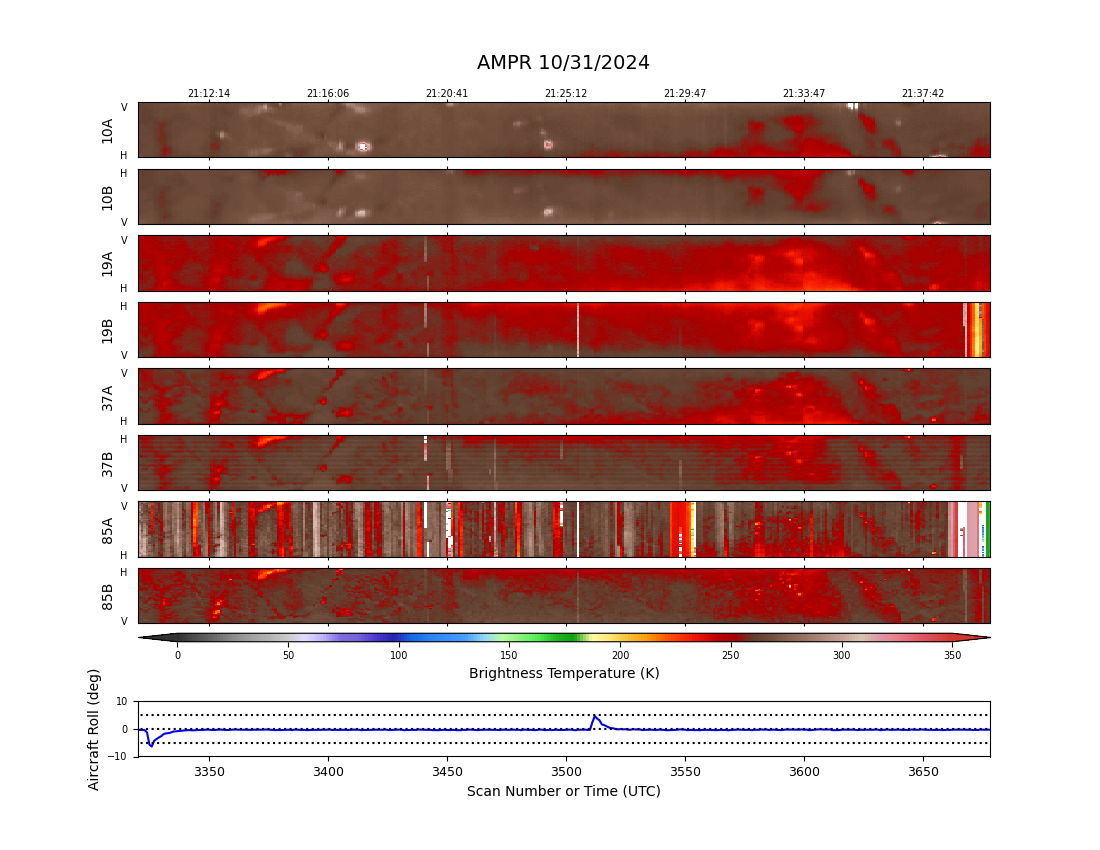 AMPR 10/31/2024
21:12:14 21:16:06 21:20:41 21:25:12 21:29:47 21:33:47 21:37:42
V
10A
H
H
10B
V
V
19A
H
H
19B
V
V
37A
H
H
37B
V
V
85A
H
H
85B
V
0 50 100 150 200 250 300 350
Brightness Temperature (K)
Aircraft Roll (deg)
10
0
−10
3350 3400 3450 3500 3550 3600 3650
Scan Number or Time (UTC)